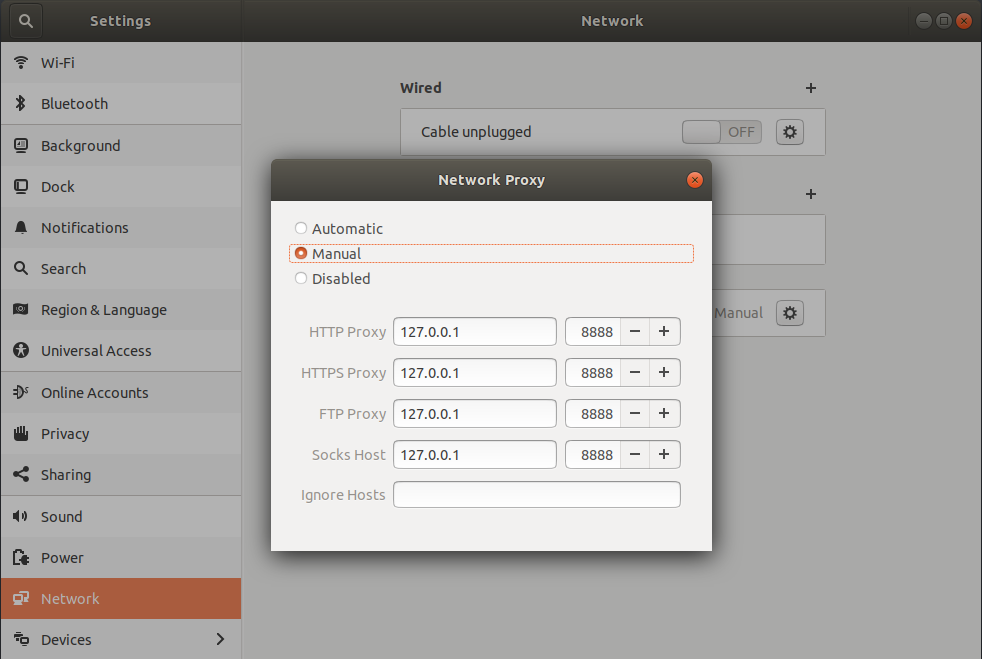 Settings
Network
Wi-Fi
Bluetooth
Background
Dock
Notifications
Search
Region & Language
Universal Access
Online Accounts
Privacy
Sharing
Sound
Power
Network
Devices
Wired
Cable unplugged
OFF
Manual
Network Proxy
Automatic
Manual
Disabled
HTTP Proxy 127.0.0.1 8888
HTTPS Proxy 127.0.0.1 8888
FTP Proxy 127.0.0.1 8888
Socks Host 127.0.0.1 8888
Ignore Hosts